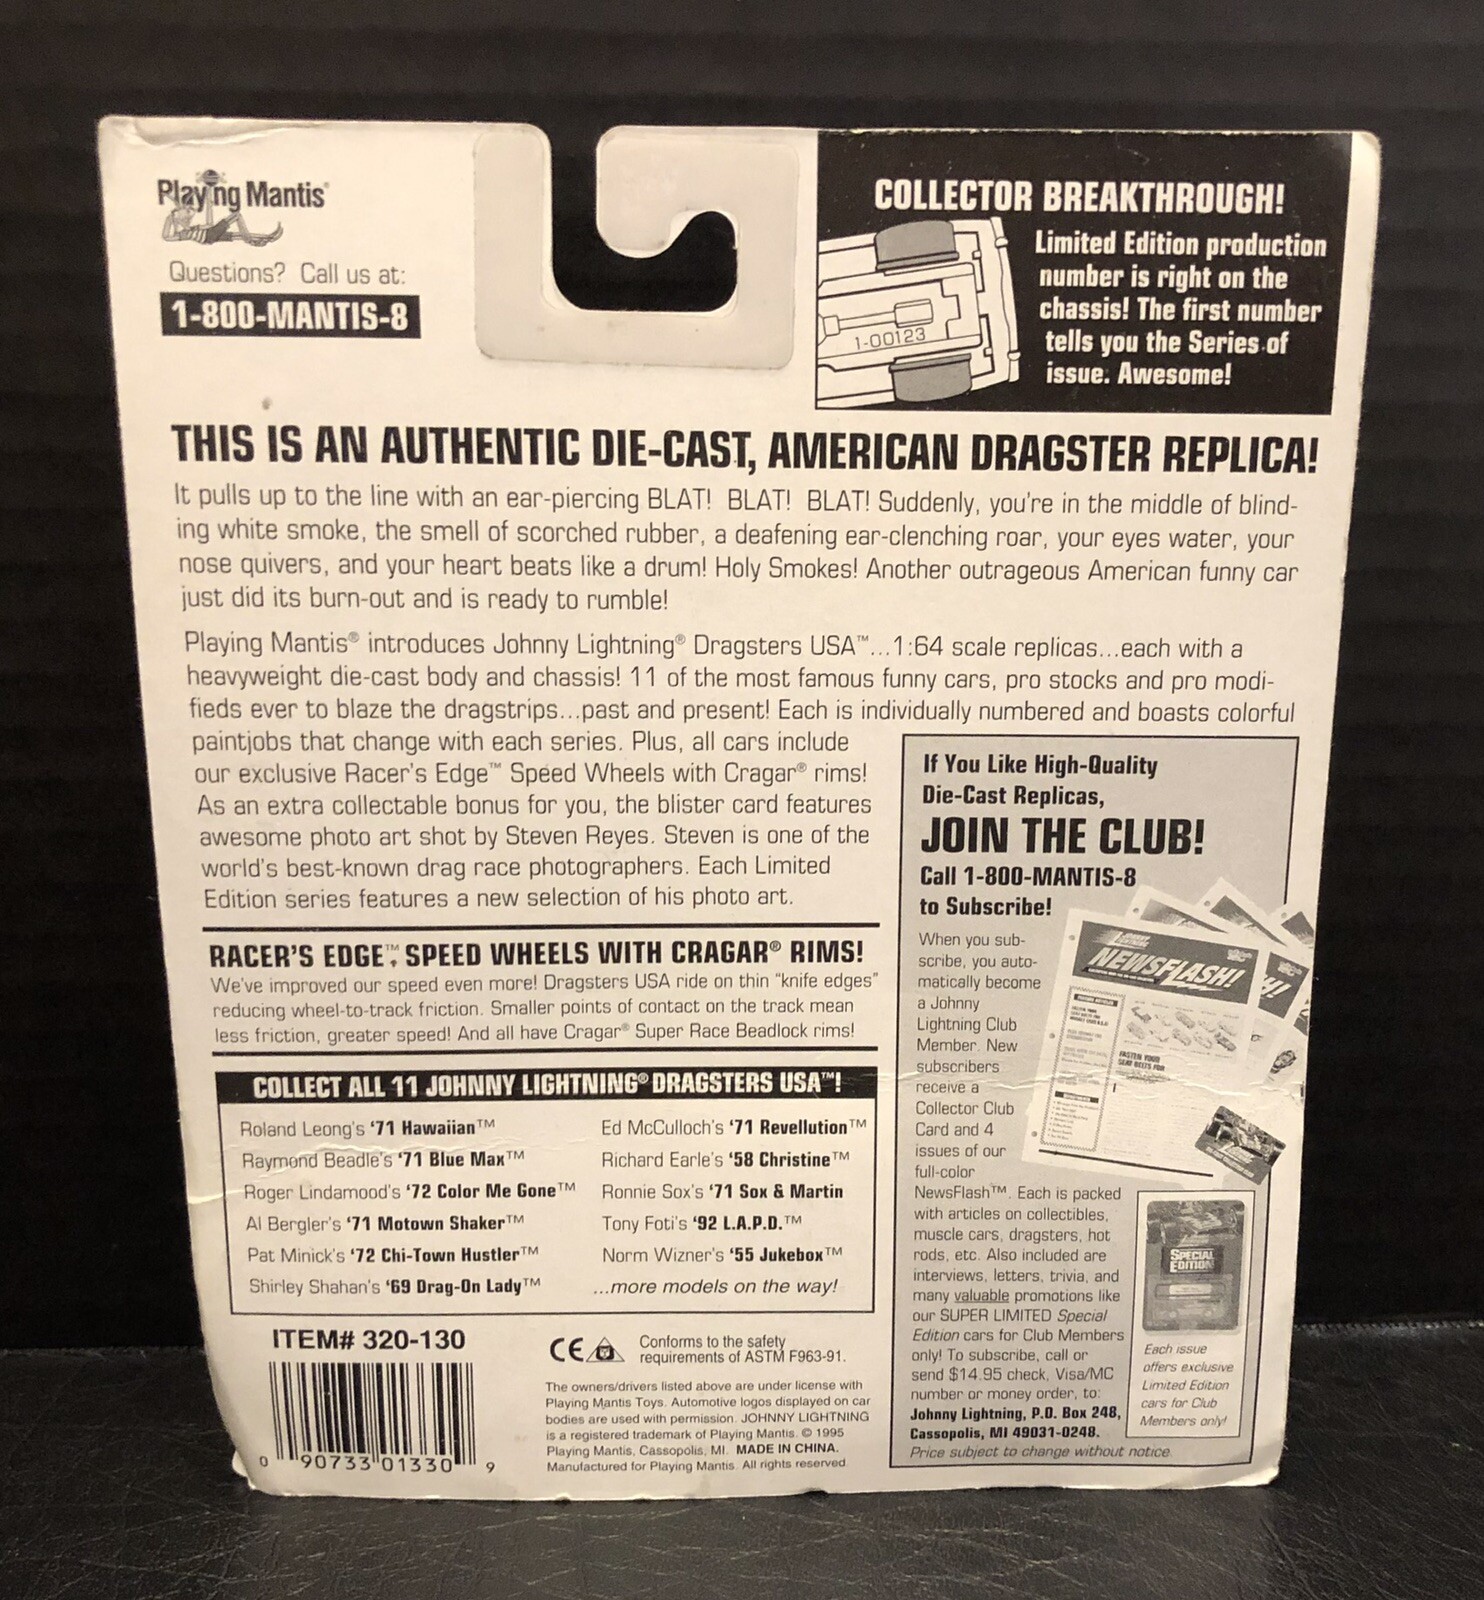 Playing Mantis®
Questions? Call us at:
1-800-MANTIS-8
COLLECTOR BREAKTHROUGH!
Limited Edition production
number is right on the
chassis! The first number
tells you the Series of
issue. Awesome!
1-00123
THIS IS AN AUTHENTIC DIE-CAST, AMERICAN DRAGSTER REPLICA!
It pulls up to the line with an ear-piercing BLAT! BLAT! BLAT! Suddenly, you're in the middle of blind-
ing white smoke, the smell of scorched rubber, a deafening ear-clenching roar, your eyes water, your
nose quivers, and your heart beats like a drum! Holy Smokes! Another outrageous American funny car
just did its burn-out and is ready to rumble!
Playing Mantis® introduces Johnny Lightning® Dragsters USA™...1:64 scale replicas...each with a
heavyweight die-cast body and chassis! 11 of the most famous funny cars, pro stocks and pro modi-
fieds ever to blaze the dragstrips...past and present! Each is individually numbered and boasts colorful
paintjobs that change with each series. Plus, all cars include
our exclusive Racer's Edge™ Speed Wheels with Cragar® rims!
As an extra collectable bonus for you, the blister card features
awesome photo art shot by Steven Reyes. Steven is one of the
world's best-known drag race photographers. Each Limited
Edition series features a new selection of his photo art.
RACER'S EDGE™, SPEED WHEELS WITH CRAGAR® RIMS!
We've improved our speed even more! Dragsters USA ride on thin "knife edges"
reducing wheel-to-track friction. Smaller points of contact on the track mean
less friction, greater speed! And all have Cragar® Super Race Beadlock rims!
COLLECT ALL 11 JOHNNY LIGHTNING® DRAGSTERS USA™!
Roland Leong's '71 Hawaiian™
Raymond Beadle's '71 Blue Max™
Roger Lindamood's '72 Color Me Gone™
Al Bergler's '71 Motown Shaker™
Pat Minick's '72 Chi-Town Hustler™
Shirley Shahan's '69 Drag-On Lady™
Ed McCulloch's '71 Revellution™
Richard Earle's '58 Christine™
Ronnie Sox's '71 Sox & Martin
Tony Foti's '92 L.A.P.D.™
Norm Wizner's '55 Jukebox™
...more models on the way!
ITEM# 320-130
0 90733 01330 9
CE
Conforms to the safety
requirements of ASTM F963-91.
The owners/drivers listed above are under license with
Playing Mantis Toys. Automotive logos displayed on car
bodies are used with permission. JOHNNY LIGHTNING
is a registered trademark of Playing Mantis. © 1995
Playing Mantis, Cassopolis, MI. MADE IN CHINA.
Manufactured for Playing Mantis. All rights reserved.
If You Like High-Quality
Die-Cast Replicas,
JOIN THE CLUB!
Call 1-800-MANTIS-8
to Subscribe!
When you sub-
scribe, you auto-
matically become
a Johnny
Lightning Club
Member. New
subscribers
receive a
Collector Club
Card and 4
issues of our
full-color
NewsFlash™. Each is packed
with articles on collectibles,
muscle cars, dragsters, hot
rods, etc. Also included are
interviews, letters, trivia, and
many valuable promotions like
our SUPER LIMITED Special
Edition cars for Club Members
only! To subscribe, call or
send $14.95 check, Visa/MC
number or money order, to:
Johnny Lightning, P.O. Box 248,
Cassopolis, MI 49031-0248.
Price subject to change without notice.
NEWSFLASH!
FASTEN YOUR
SEAT BELTS FOR
SPECIAL
EDITION
Each issue
offers exclusive
Limited Edition
cars for Club
Members only!